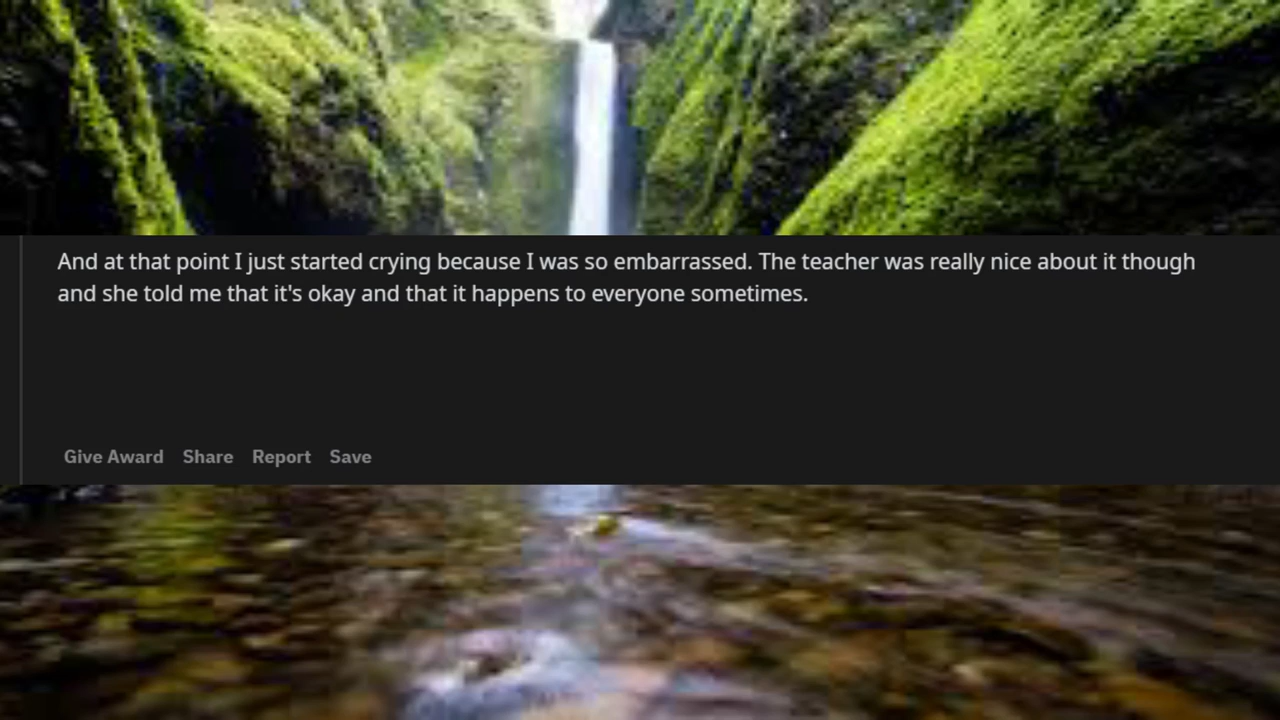 And at that point I just started crying because I was so embarrassed. The teacher was really nice about it though
and she told me that it's okay and that it happens to everyone sometimes.
Give Award Share Report Save